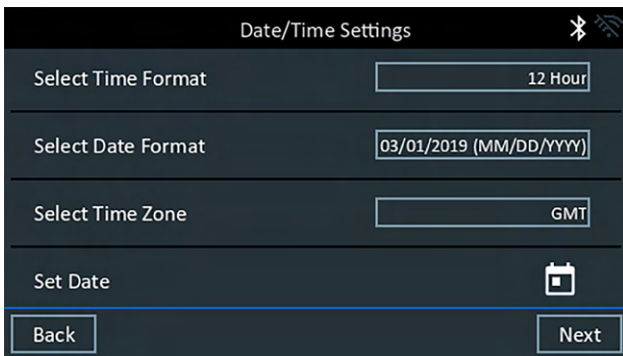 Date/Time Settings
Select Time Format 12 Hour
Select Date Format 03/01/2019 (MM/DD/YYYY)
Select Time Zone GMT
Set Date
Back Next